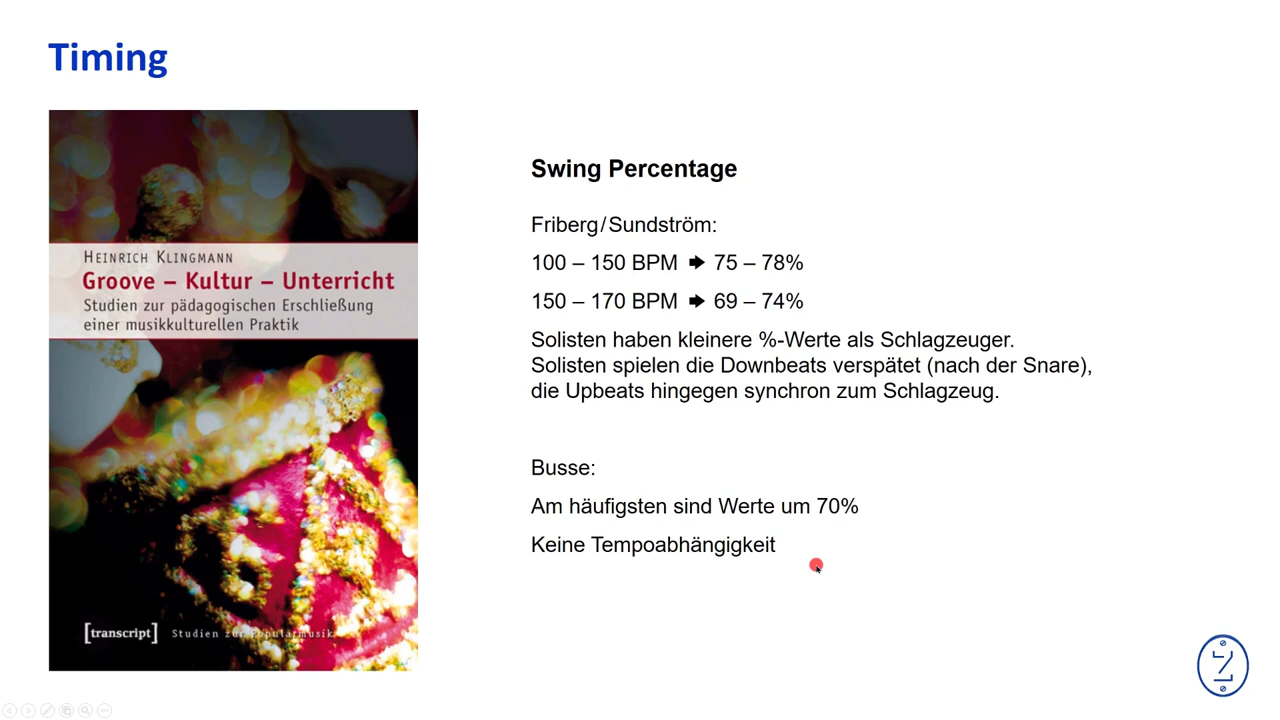 Timing
HEINRICH KLINGMANN
Groove – Kultur – Unterricht
Studien zur pädagogischen Erschließung
einer musikkulturellen Praktik
[transcript] Studien zur Popularmusik
Swing Percentage
Friberg/Sundström:
100 – 150 BPM 🡆 75 – 78%
150 – 170 BPM 🡆 69 – 74%
Solisten haben kleinere %-Werte als Schlagzeuger.
Solisten spielen die Downbeats verspätet (nach der Snare),
die Upbeats hingegen synchron zum Schlagzeug.
Busse:
Am häufigsten sind Werte um 70%
Keine Tempoabhängigkeit